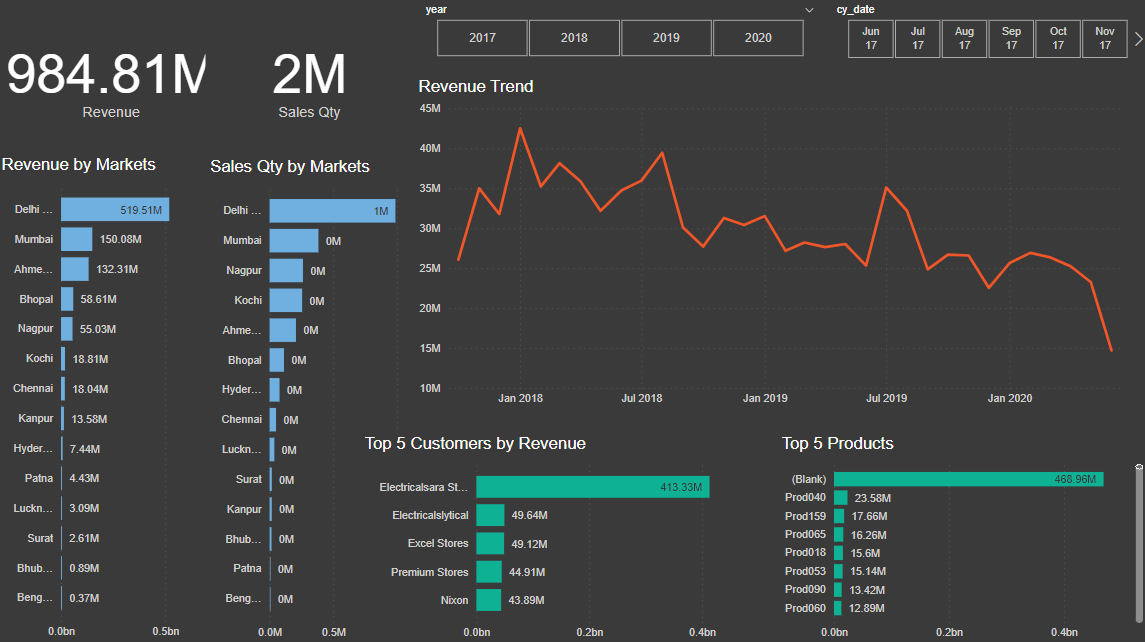 year
cy_date
2017
2018
2019
2020
Jun
17
Jul
17
Aug
17
Sep
17
Oct
17
Nov
17
984.81M
Revenue
2M
Sales Qty
Revenue Trend
45M
40M
35M
30M
25M
20M
15M
10M
Jan 2018
Jul 2018
Jan 2019
Jul 2019
Jan 2020
Revenue by Markets
Delhi ... 519.51M
Mumbai 150.08M
Ahme... 132.31M
Bhopal 58.61M
Nagpur 55.03M
Kochi 18.81M
Chennai 18.04M
Kanpur 13.58M
Hyder... 7.44M
Patna 4.43M
Luckn... 3.09M
Surat 2.61M
Bhub... 0.89M
Beng... 0.37M
0.0bn 0.5bn
Sales Qty by Markets
Delhi ... 1M
Mumbai 0M
Nagpur 0M
Kochi 0M
Ahme... 0M
Bhopal 0M
Hyder... 0M
Chennai 0M
Luckn... 0M
Surat 0M
Kanpur 0M
Bhub... 0M
Patna 0M
Beng... 0M
0.0M 0.5M
Top 5 Customers by Revenue
Electricalsara St... 413.33M
Electricalslytical 49.64M
Excel Stores 49.12M
Premium Stores 44.91M
Nixon 43.89M
0.0bn 0.2bn 0.4bn
Top 5 Products
(Blank) 468.96M
Prod040 23.58M
Prod159 17.66M
Prod065 16.26M
Prod018 15.6M
Prod053 15.14M
Prod090 13.42M
Prod060 12.89M
0.0bn 0.2bn 0.4bn